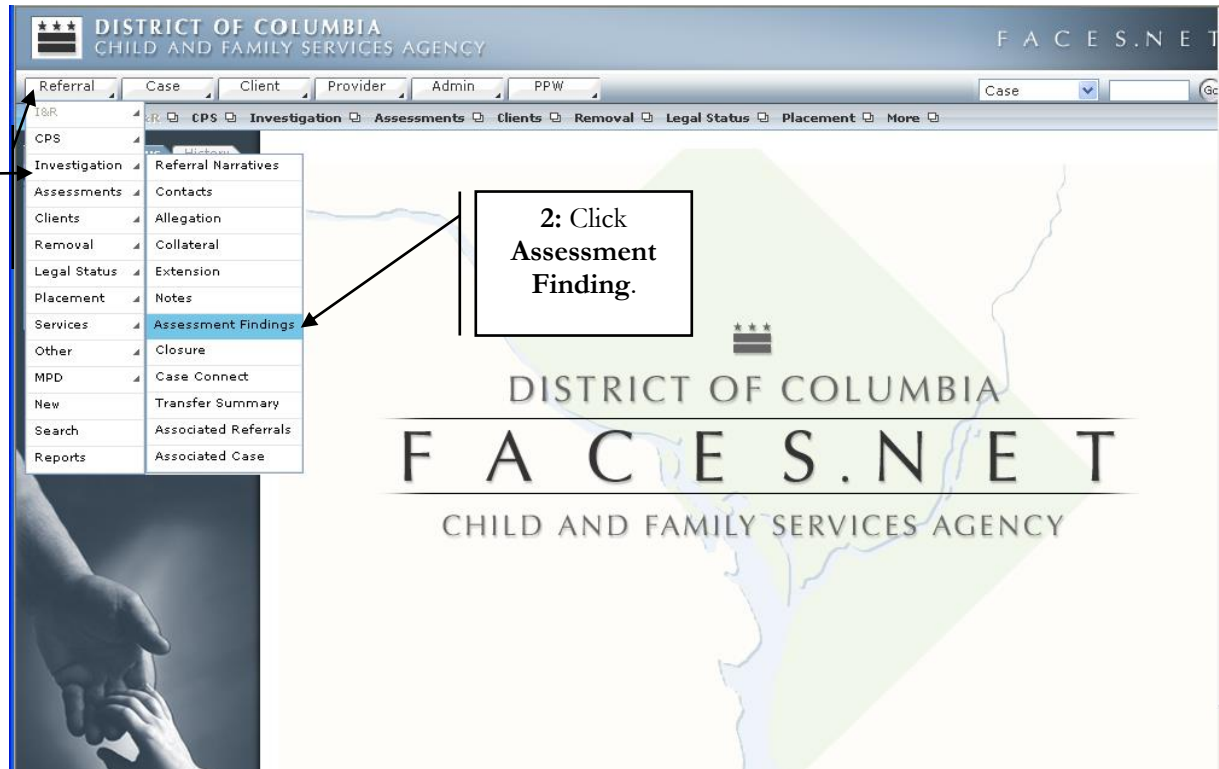 DISTRICT OF COLUMBIA
CHILD AND FAMILY SERVICES AGENCY
FACES.NET
Referral Case Client Provider Admin PPW Case
CPS Investigation Assessments Clients Removal Legal Status Placement More
History
I&R
CPS
Investigation
Assessments
Clients
Removal
Legal Status
Placement
Services
Other
MPD
New
Search
Reports
Referral Narratives
Contacts
Allegation
Collateral
Extension
Notes
Assessment Findings
Closure
Case Connect
Transfer Summary
Associated Referrals
Associated Case
2: Click
Assessment
Finding.
DISTRICT OF COLUMBIA
FACES.NET
CHILD AND FAMILY SERVICES AGENCY